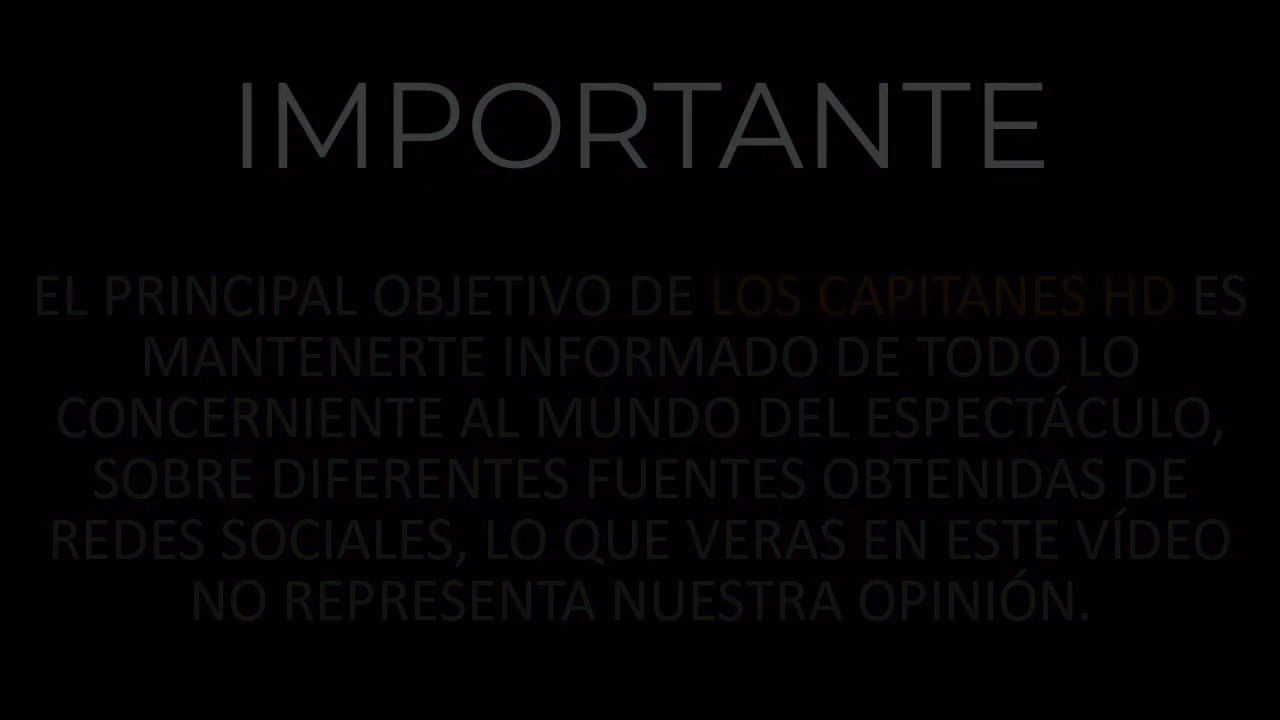 IMPORTANTE
EL PRINCIPAL OBJETIVO DE LOS CAPITANES HD ES
MANTENERTE INFORMADO DE TODO LO
CONCERNIENTE AL MUNDO DEL ESPECTÁCULO,
SOBRE DIFERENTES FUENTES OBTENIDAS DE
REDES SOCIALES, LO QUE VERAS EN ESTE VÍDEO
NO REPRESENTA NUESTRA OPINIÓN.